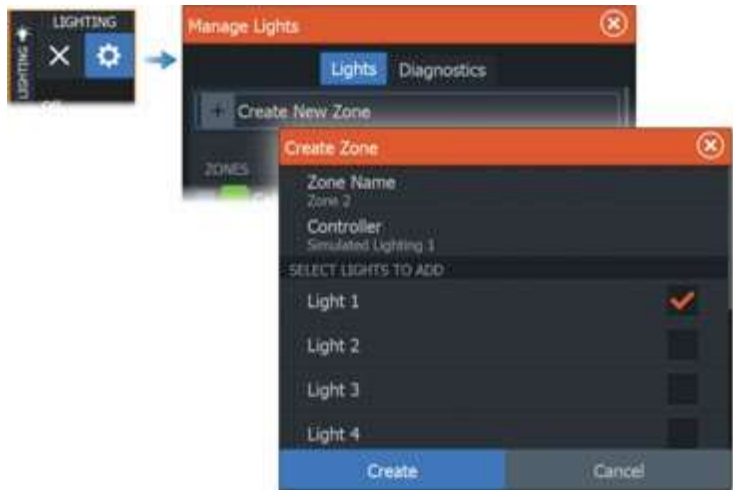 LIGHTING
LIGHTING
Manage Lights
Lights Diagnostics
+ Create New Zone
ZONES
Create Zone
Zone Name
Zone 2
Controller
Simulated Lighting 1
SELECT LIGHTS TO ADD
Light 1
Light 2
Light 3
Light 4
Create Cancel